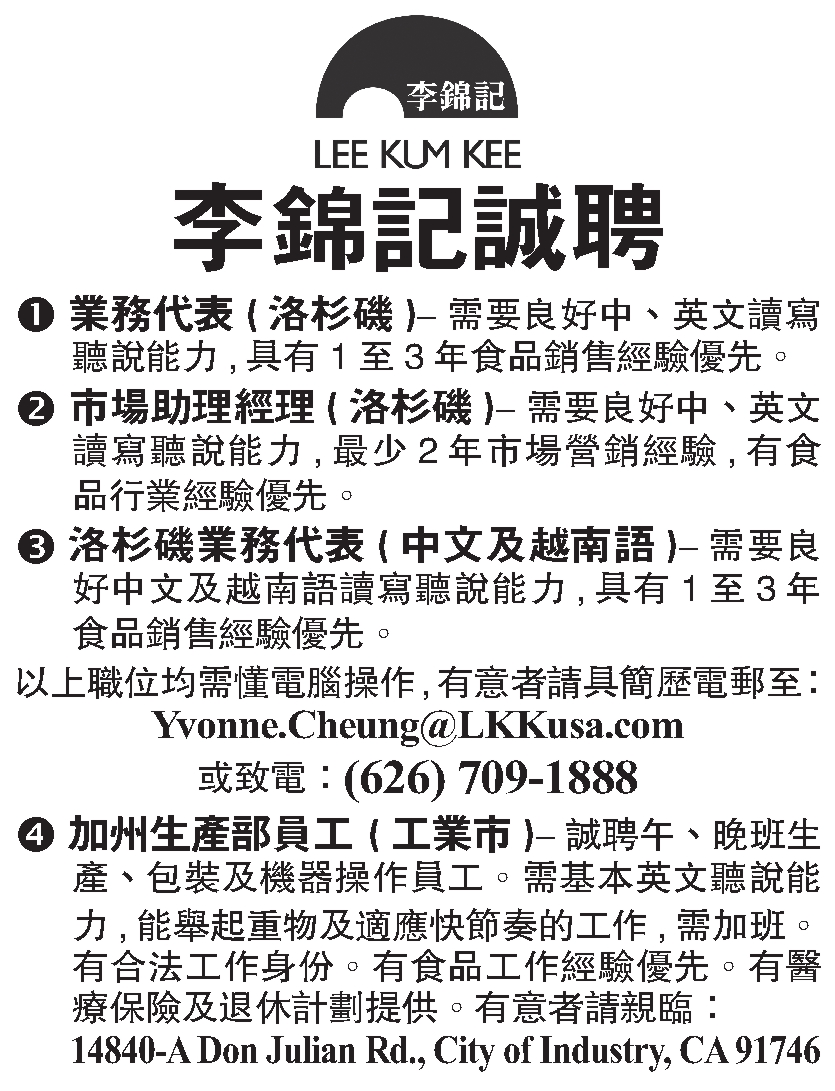 李錦記
LEE KUM KEE
李錦記誠聘
❶ 業務代表 ( 洛杉磯 )– 需要良好中、英文讀寫
聽說能力 , 具有 1 至 3 年食品銷售經驗優先。
❷ 市場助理經理 ( 洛杉磯 )– 需要良好中、英文
讀寫聽說能力 , 最少 2 年市場營銷經驗 , 有食
品行業經驗優先。
❸ 洛杉磯業務代表 ( 中文及越南語 )– 需要良
好中文及越南語讀寫聽說能力 , 具有 1 至 3 年
食品銷售經驗優先。
以上職位均需懂電腦操作 , 有意者請具簡歷電郵至：
Yvonne.Cheung@LKKusa.com
或致電：(626) 709-1888
❹ 加州生產部員工 ( 工業市 )– 誠聘午、晚班生
產、包裝及機器操作員工。需基本英文聽說能
力 , 能舉起重物及適應快節奏的工作 , 需加班。
有合法工作身份。有食品工作經驗優先。有醫
療保險及退休計劃提供。有意者請親臨：
14840-A Don Julian Rd., City of Industry, CA 91746